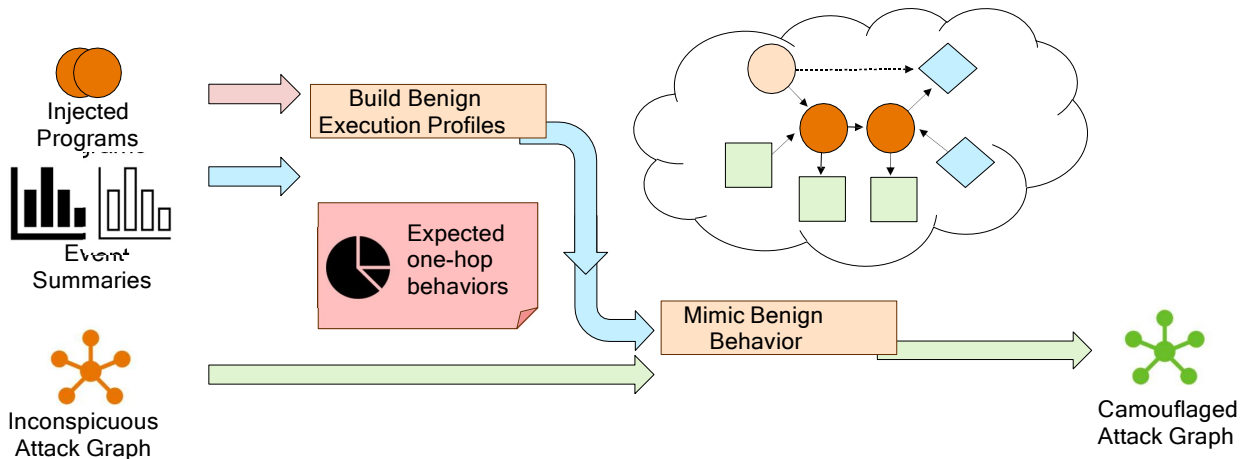 Injected
Programs
Event
Summaries
Inconspicuous
Attack Graph
Build Benign
Execution Profiles
Expected
one-hop
behaviors
Mimic Benign
Behavior
Camouflaged
Attack Graph